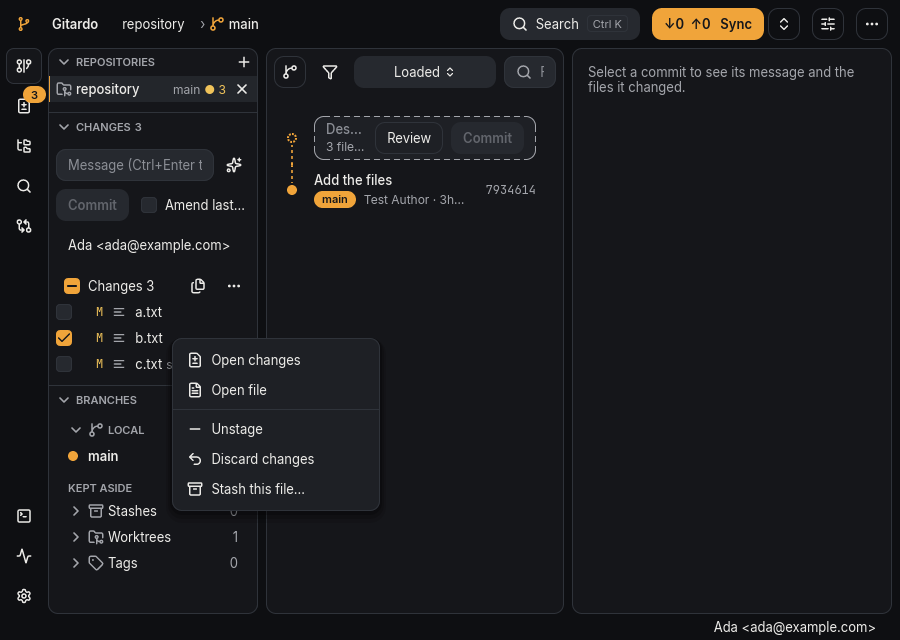 Gitardo repository › main Search Ctrl K ↓0 ↑0 Sync
REPOSITORIES
repository main 3
3
CHANGES 3
Message (Ctrl+Enter t
Commit Amend last...
Ada <ada@example.com>
Changes 3
M a.txt
M b.txt
M c.txt s
BRANCHES
LOCAL
main
KEPT ASIDE
Stashes 0
Worktrees 1
Tags 0
Open changes
Open file
Unstage
Discard changes
Stash this file...
Loaded F
Des...
3 file...
Review Commit
Add the files
main Test Author · 3h...
7934614
Select a commit to see its message and the
files it changed.
Ada <ada@example.com>